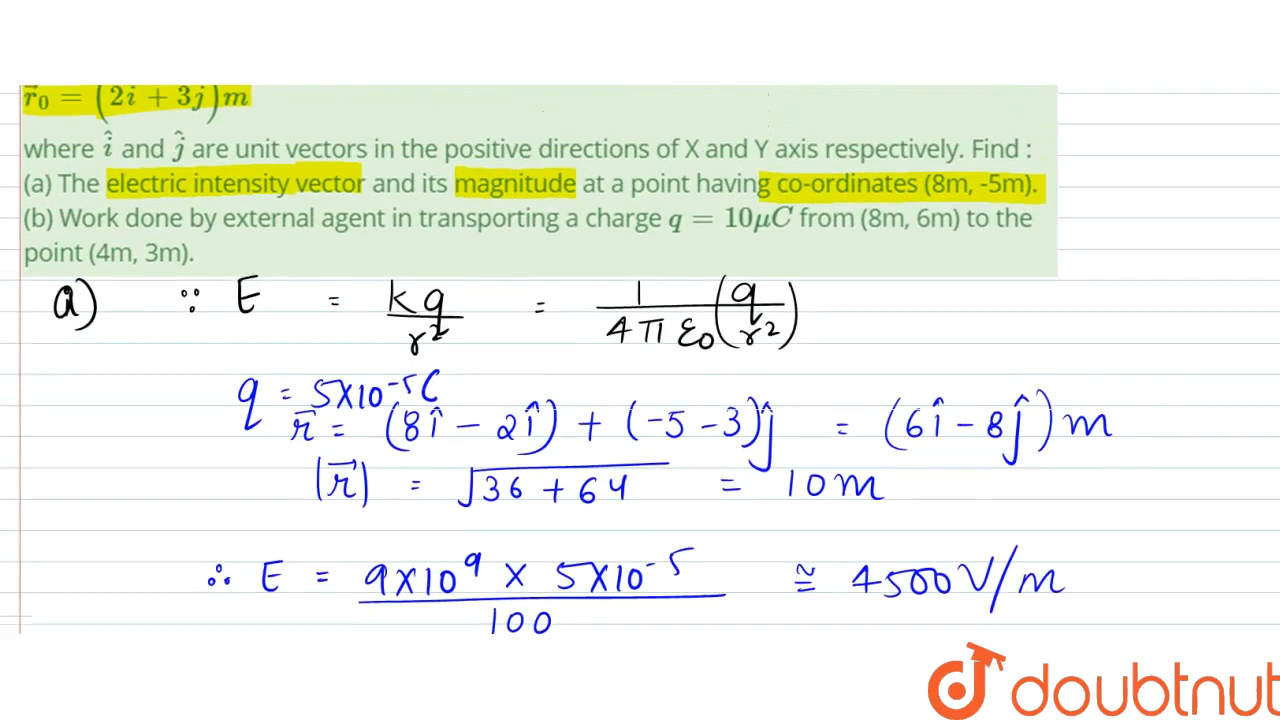 r⃗₀ = (2i + 3j)m
where î and ĵ are unit vectors in the positive directions of X and Y axis respectively. Find :
(a) The electric intensity vector and its magnitude at a point having co-ordinates (8m, -5m).
(b) Work done by external agent in transporting a charge q = 10μC from (8m, 6m) to the
point (4m, 3m).
a) ∵ E = kq/r² = 1/4πε₀ (q/r²)
q = 5×10⁻⁵C
r⃗ = (8î - 2î) + (-5-3)ĵ = (6î - 8ĵ)m
|r⃗| = √36+64 = 10m
∴ E = 9×10⁹ × 5×10⁻⁵/100 ≅ 4500V/m
doubtnut